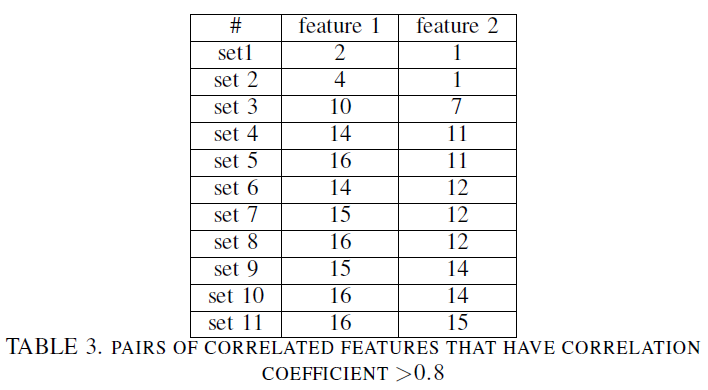 # feature 1 feature 2
set1 2 1
set 2 4 1
set 3 10 7
set 4 14 11
set 5 16 11
set 6 14 12
set 7 15 12
set 8 16 12
set 9 15 14
set 10 16 14
set 11 16 15
TABLE 3. PAIRS OF CORRELATED FEATURES THAT HAVE CORRELATION
COEFFICIENT >0.8